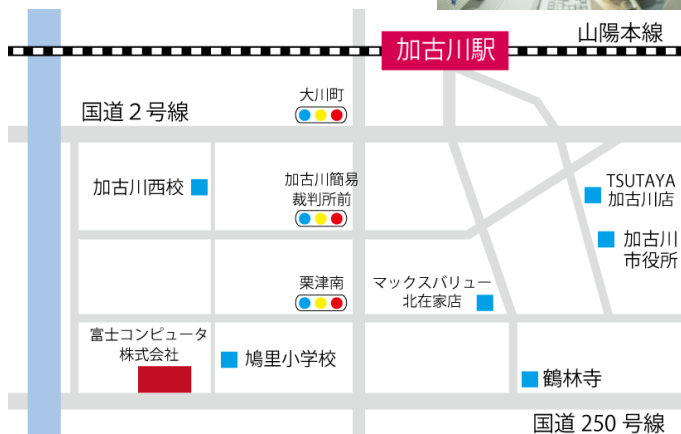 山陽本線
加古川駅
大川町
国道２号線
加古川西校
加古川簡易
裁判所前
TSUTAYA
加古川店
加古川
市役所
栗津南
マックスバリュー
北在家店
富士コンピュータ
株式会社
鳩里小学校
鶴林寺
国道 250 号線